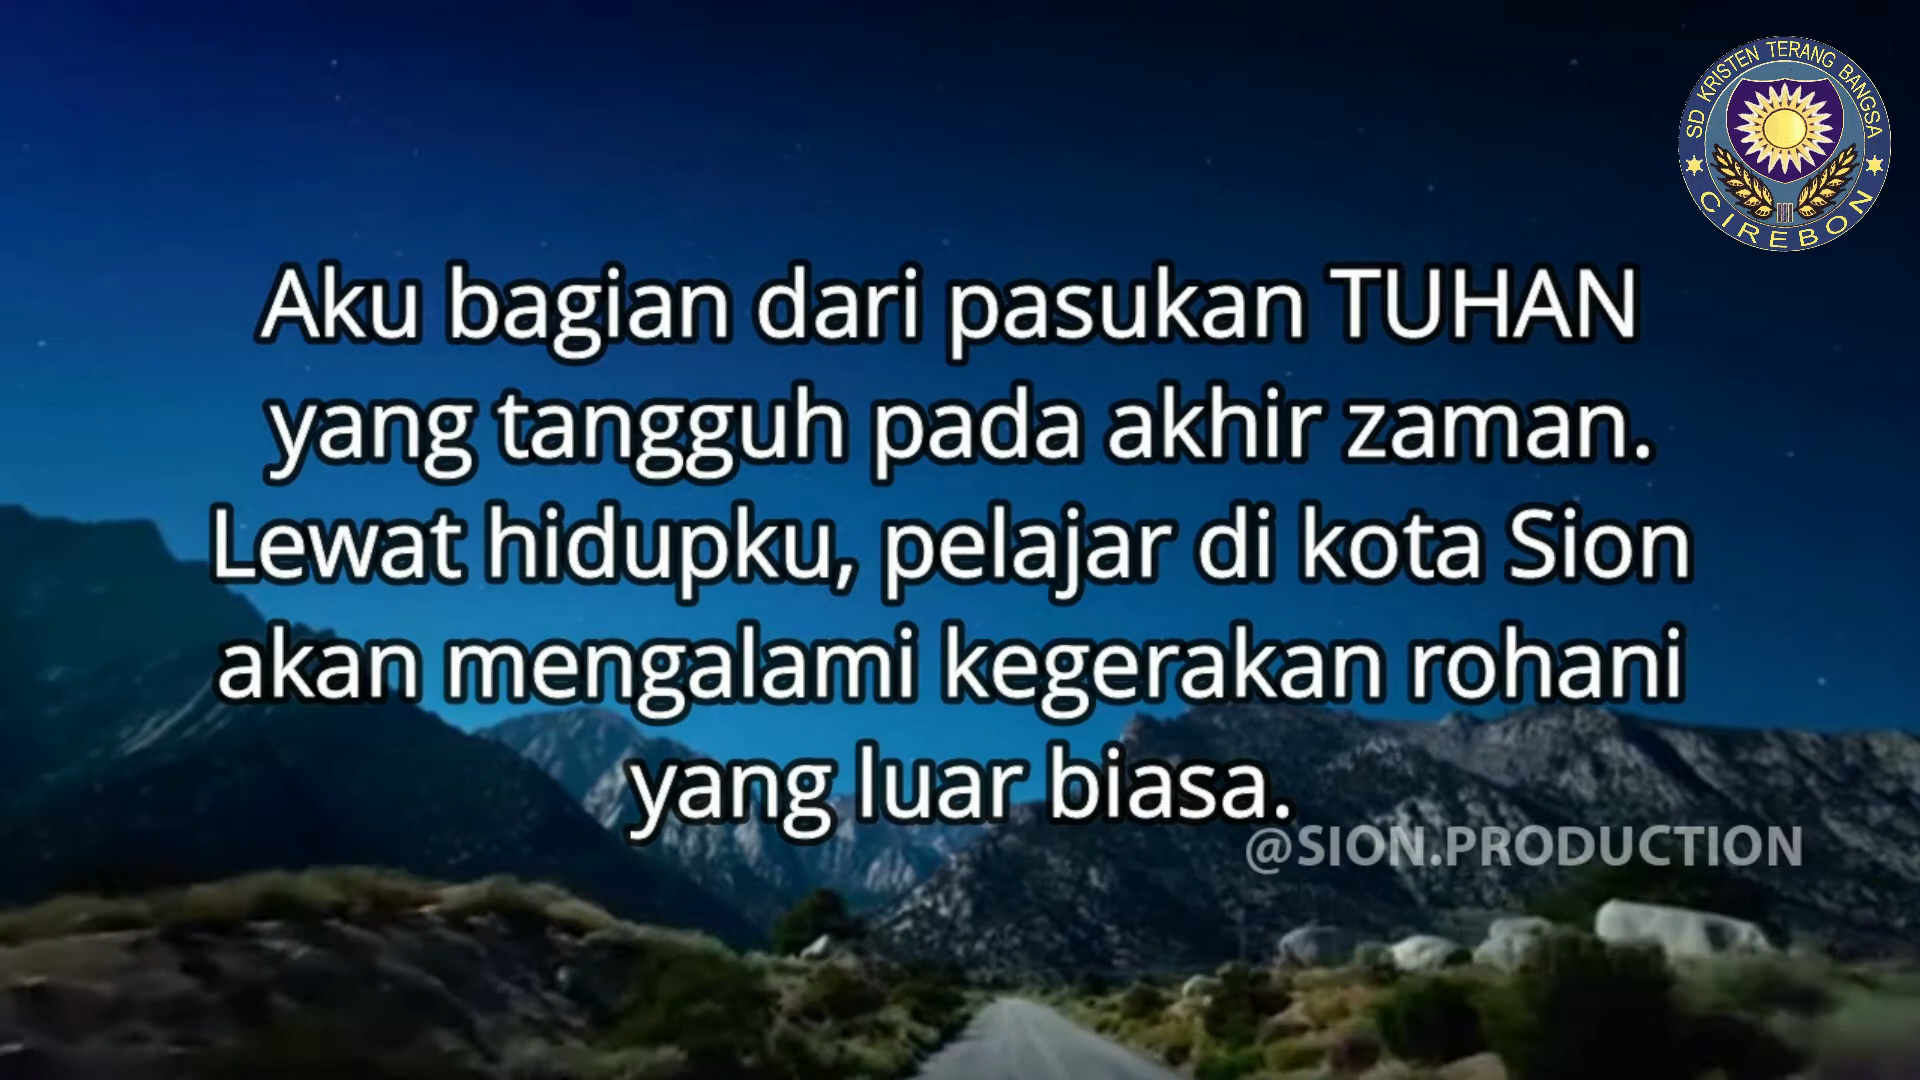 SD KRISTEN TERANG BANGSA
CIREBON
Aku bagian dari pasukan TUHAN
yang tangguh pada akhir zaman.
Lewat hidupku, pelajar di kota Sion
akan mengalami kegerakan rohani
yang luar biasa.
@SION.PRODUCTION